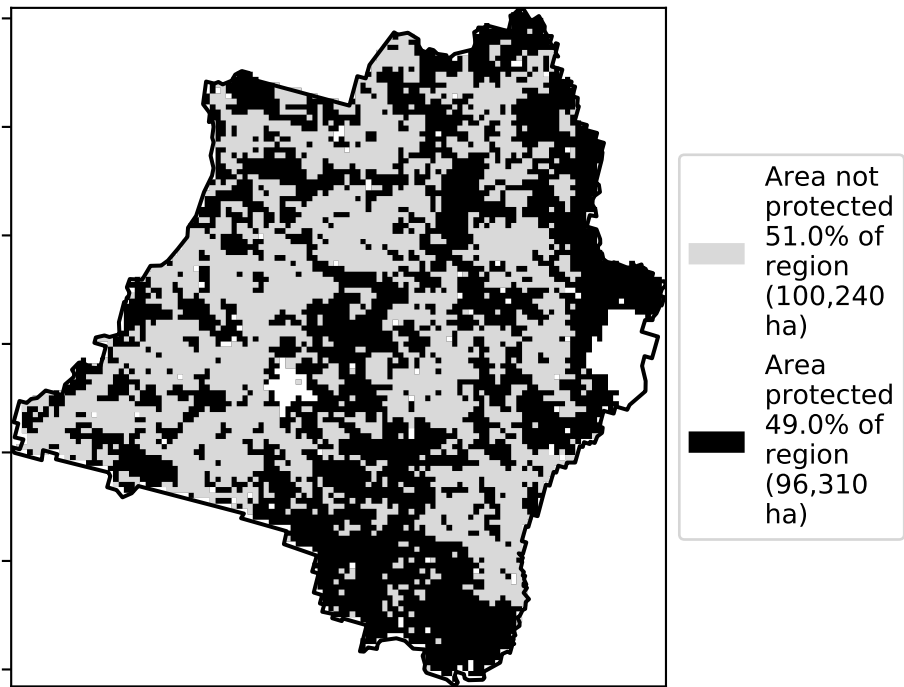 Area not
protected
51.0% of
region
(100,240
ha)
Area
protected
49.0% of
region
(96,310
ha)